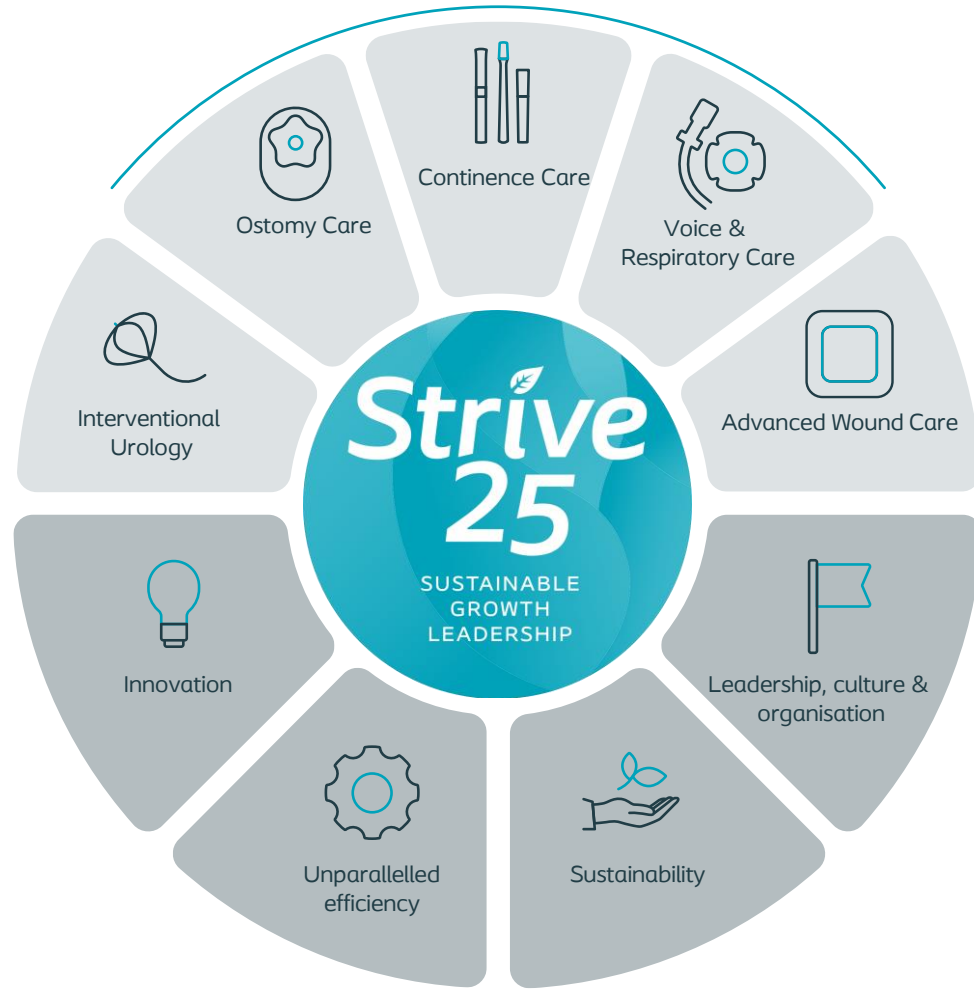 Continence Care
Ostomy Care
Voice &
Respiratory Care
Interventional
Urology
Advanced Wound Care
Strive
25
SUSTAINABLE
GROWTH
LEADERSHIP
Innovation
Leadership, culture &
organisation
Unparallelled
efficiency
Sustainability